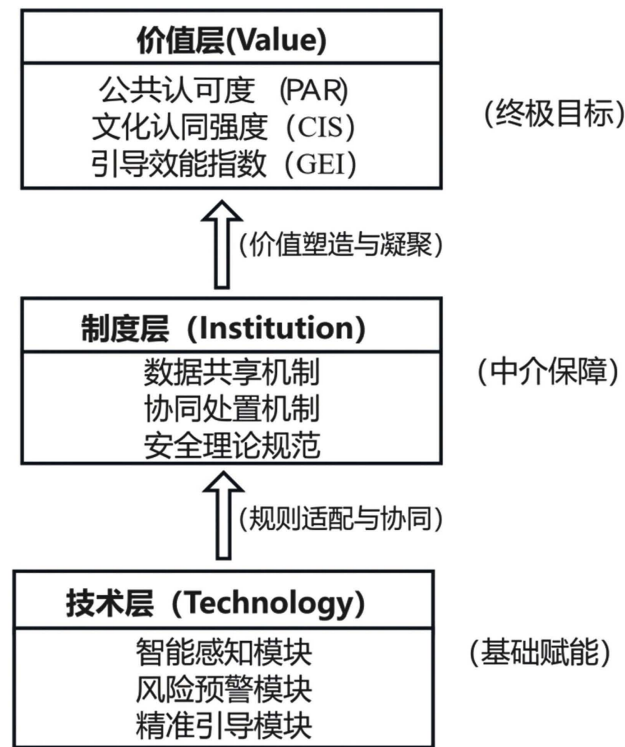 价值层(Value)
公共认可度 (PAR)
文化认同强度（CIS）
引导效能指数（GEI）
(终极目标)
(价值塑造与凝聚)
制度层（Institution）
数据共享机制
协同处置机制
安全理论规范
(中介保障)
(规则适配与协同)
技术层（Technology）
智能感知模块
风险预警模块
精准引导模块
(基础赋能)